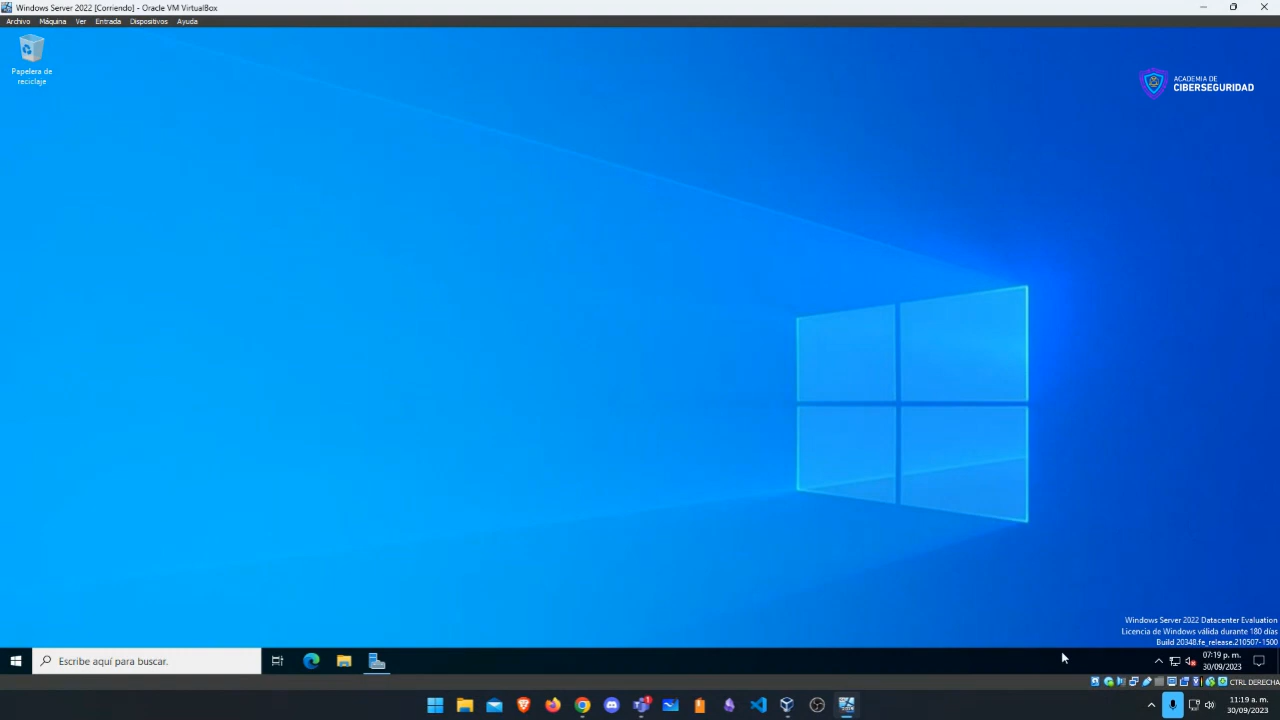 Windows Server 2022 [Corriendo] - Oracle VM VirtualBox
Archivo Máquina Ver Entrada Dispositivos Ayuda
Papelera de
reciclaje
ACADEMIA DE
CIBERSEGURIDAD
Windows Server 2022 Datacenter Evaluation
Licencia de Windows válida durante 180 días
Build 20348.fe_release.210507-1500
Escribe aquí para buscar.
07:19 p. m.
30/09/2023
CTRL DERECHA
11:19 a. m.
30/09/2023